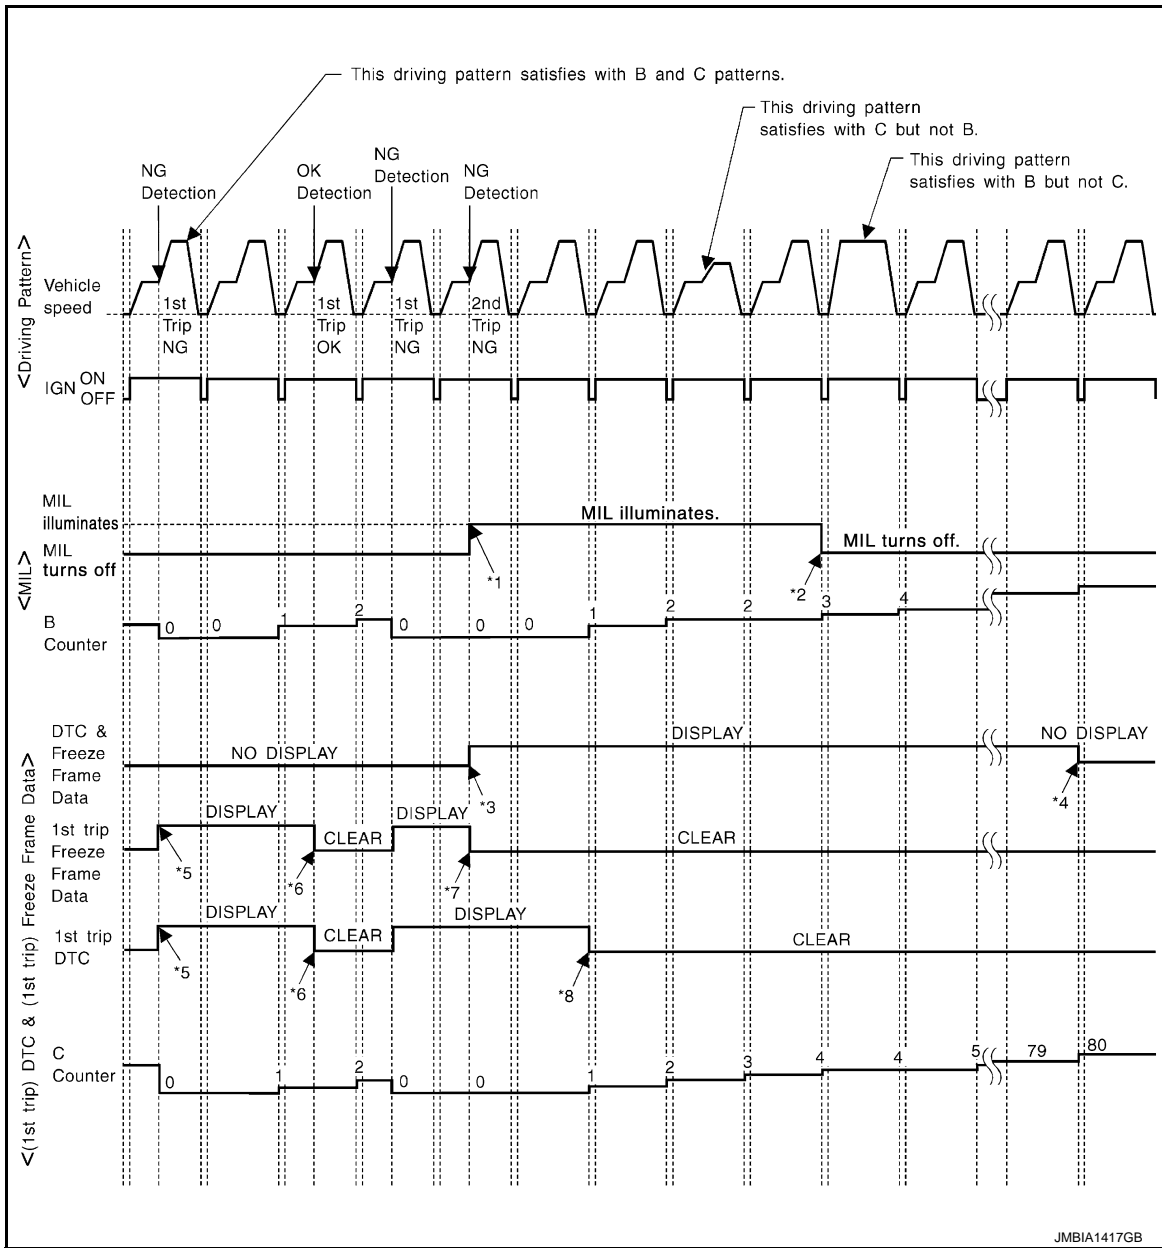 This driving pattern satisfies with B and C patterns.
This driving pattern
satisfies with C but not B.
This driving pattern
satisfies with B but not C.
NG
Detection
OK
Detection
NG
Detection
NG
Detection
<Driving Pattern>
Vehicle
speed
1st
Trip
NG
1st
Trip
OK
1st
Trip
NG
2nd
Trip
NG
IGN ON
OFF
<MIL>
MIL
illuminates
MIL
turns off
MIL illuminates.
MIL turns off.
*1
*2
B
Counter
0 0 1 2 0 0 0 1 2 2 3 4
<(1st trip) DTC & (1st trip) Freeze Frame Data>
DTC &
Freeze
Frame
Data
NO DISPLAY
DISPLAY
NO DISPLAY
*3
*4
1st trip
Freeze
Frame
Data
DISPLAY
CLEAR
DISPLAY
CLEAR
*5
*6
*7
1st trip
DTC
DISPLAY
CLEAR
DISPLAY
CLEAR
*5
*6
*8
C
Counter
0 1 2 0 0 1 2 3 4 4 5 79 80
JMBIA1417GB